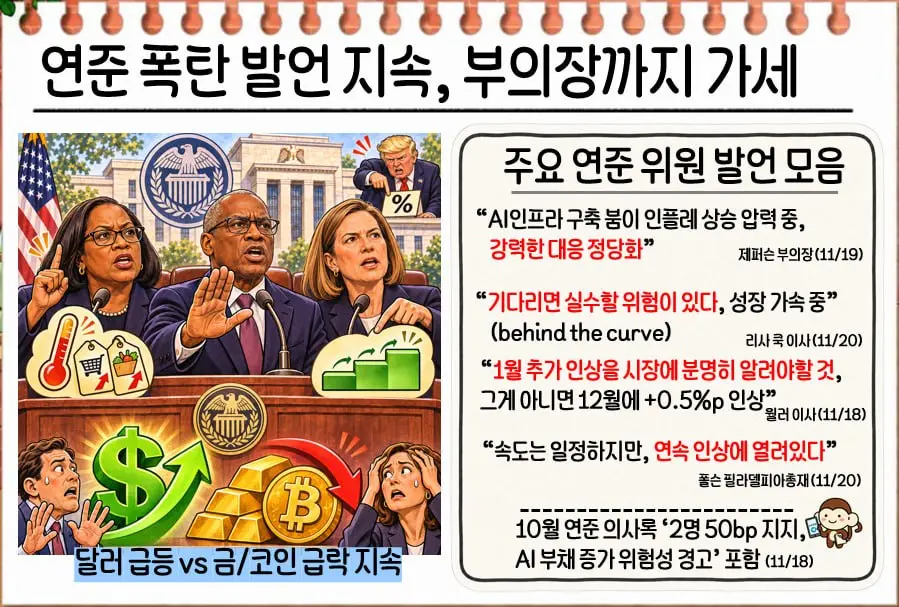 연준 폭탄 발언 지속, 부의장까지 가세
%
$
B
달러 급등 vs 금/코인 급락 지속
주요 연준 위원 발언 모음
“AI인프라 구축 붐이 인플레 상승 압력 중,
강력한 대응 정당화”
제퍼슨 부의장 (11/19)
“기다리면 실수할 위험이 있다, 성장 가속 중”
(behind the curve)
리사 쿡 이사 (11/20)
“1월 추가 인상을 시장에 분명히 알려야할 것,
그게 아니면 12월에 +0.5%p 인상”
월러 이사 (11/18)
“속도는 일정하지만, 연속 인상에 열려있다”
폴슨 필라델피아총재 (11/20)
10월 연준 의사록 ‘2명 50bp 지지,
AI 부채 증가 위험성 경고’ 포함 (11/18)